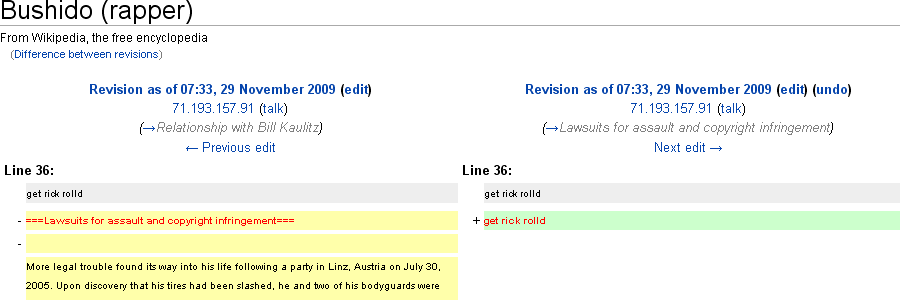 Bushido (rapper)
From Wikipedia, the free encyclopedia
(Difference between revisions)
Revision as of 07:33, 29 November 2009 (edit)
71.193.157.91 (talk)
(→Relationship with Bill Kaulitz)
← Previous edit
Revision as of 07:33, 29 November 2009 (edit) (undo)
71.193.157.91 (talk)
(→Lawsuits for assault and copyright infringement)
Next edit →
Line 36:
Line 36:
get rick rolld
get rick rolld
- ===Lawsuits for assault and copyright infringement===
+ get rick rolld
-
More legal trouble found its way into his life following a party in Linz, Austria on July 30,
2005. Upon discovery that his tires had been slashed, he and two of his bodyguards were